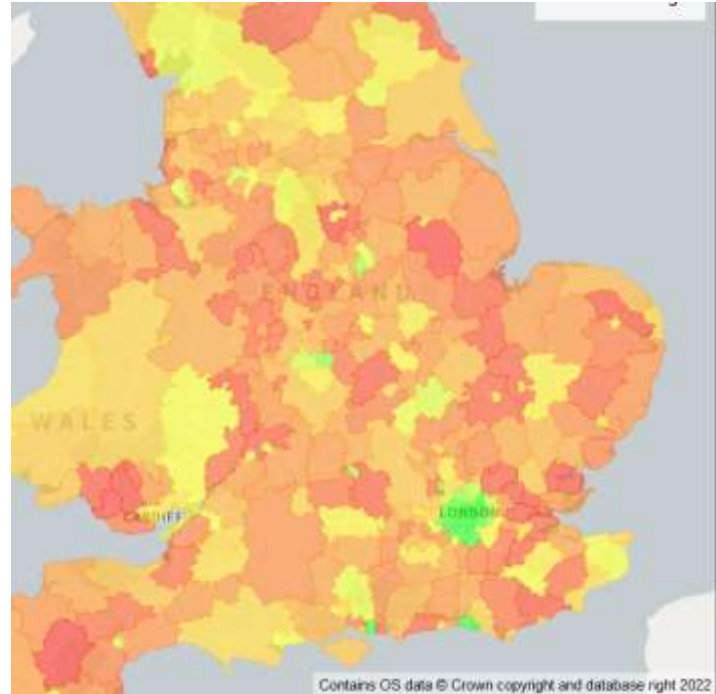 ENGLAND
WALES
CARDIFF
LONDON
Contains OS data © Crown copyright and database right 2022